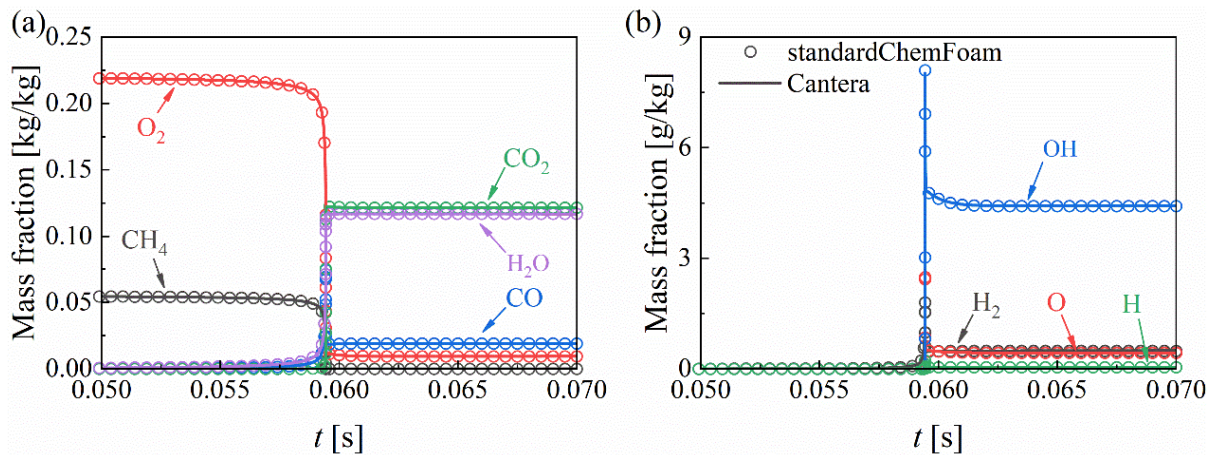 (a)
Mass fraction [kg/kg]
0.25
0.20
0.15
0.10
0.05
0.00
O₂
CH₄
CO₂
H₂O
CO
0.050 0.055 0.060 0.065 0.070
t [s]
(b)
Mass fraction [g/kg]
9
6
3
0
standardChemFoam
Cantera
OH
H₂ O H
0.050 0.055 0.060 0.065 0.070
t [s]